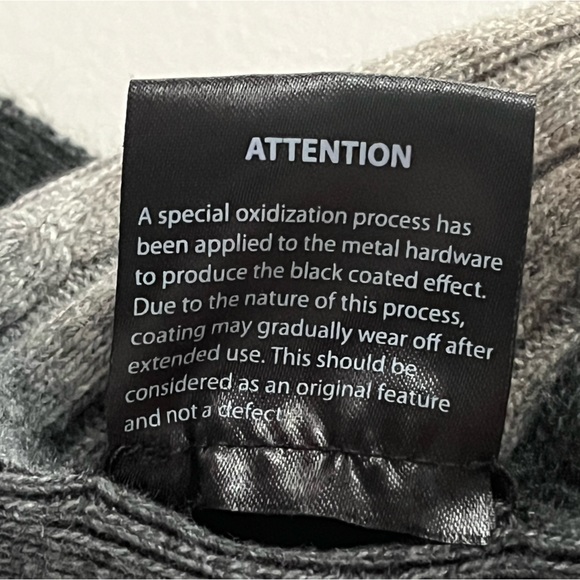 ATTENTION
A special oxidization process has
been applied to the metal hardware
to produce the black coated effect.
Due to the nature of this process,
coating may gradually wear off after
extended use. This should be
considered as an original feature
and not a defect.